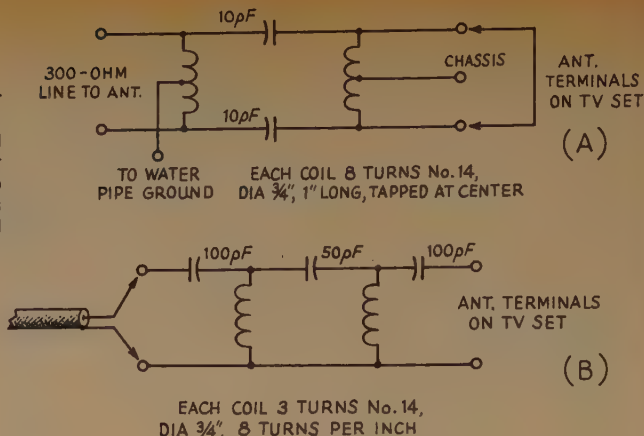 10pF
300-OHM
LINE TO ANT.
CHASSIS
ANT.
TERMINALS
ON TV SET
(A)
10pF
TO WATER
PIPE GROUND
EACH COIL 8 TURNS No. 14,
DIA 3/4", 1" LONG, TAPPED AT CENTER
100pF
50pF
100pF
ANT. TERMINALS
ON TV SET
(B)
EACH COIL 3 TURNS No. 14,
DIA 3/4", 8 TURNS PER INCH